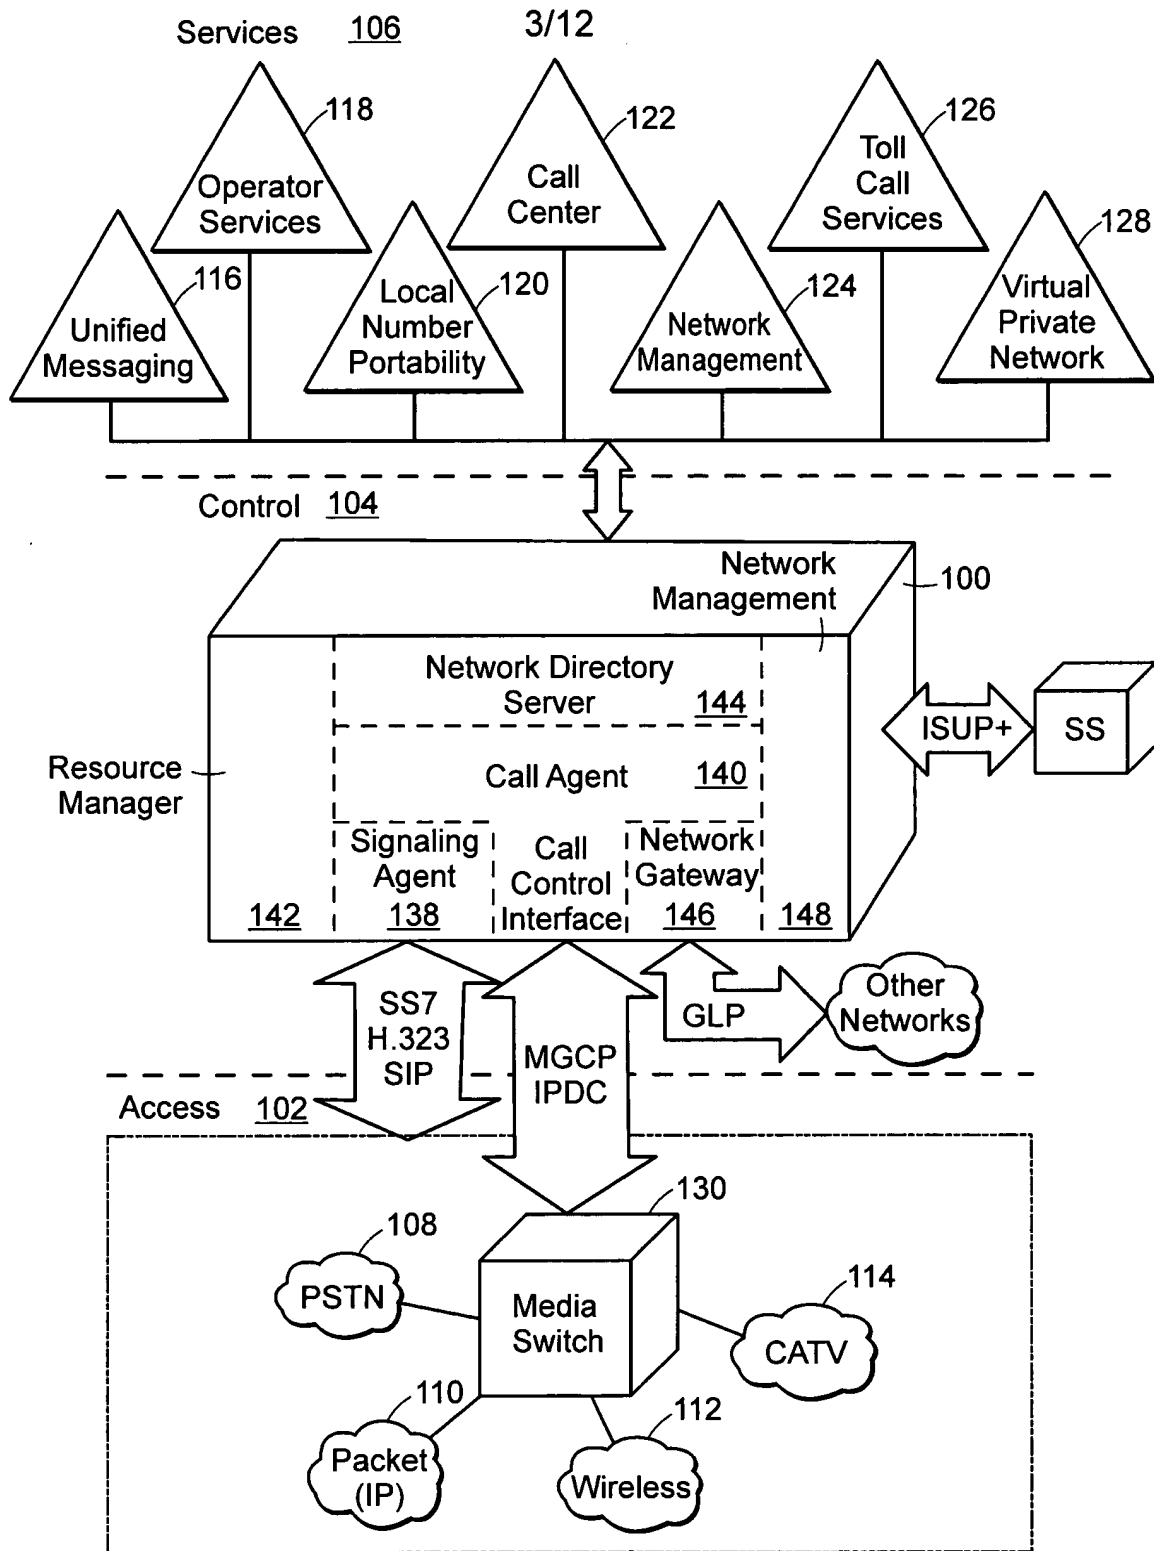 Services 106
3/12
118
Operator
Services
122
Call
Center
126
Toll
Call
Services
116
Unified
Messaging
120
Local
Number
Portability
124
Network
Management
128
Virtual
Private
Network
Control 104
Network
Management
100
Network Directory
Server 144
ISUP+
SS
Resource
Manager
Call Agent 140
Signaling
Agent
138
Call
Control
Interface
Network
Gateway
146
142
148
SS7
H.323
SIP
MGCP
IPDC
GLP
Other
Networks
Access 102
130
108
PSTN
Media
Switch
114
CATV
110
Packet
(IP)
112
Wireless